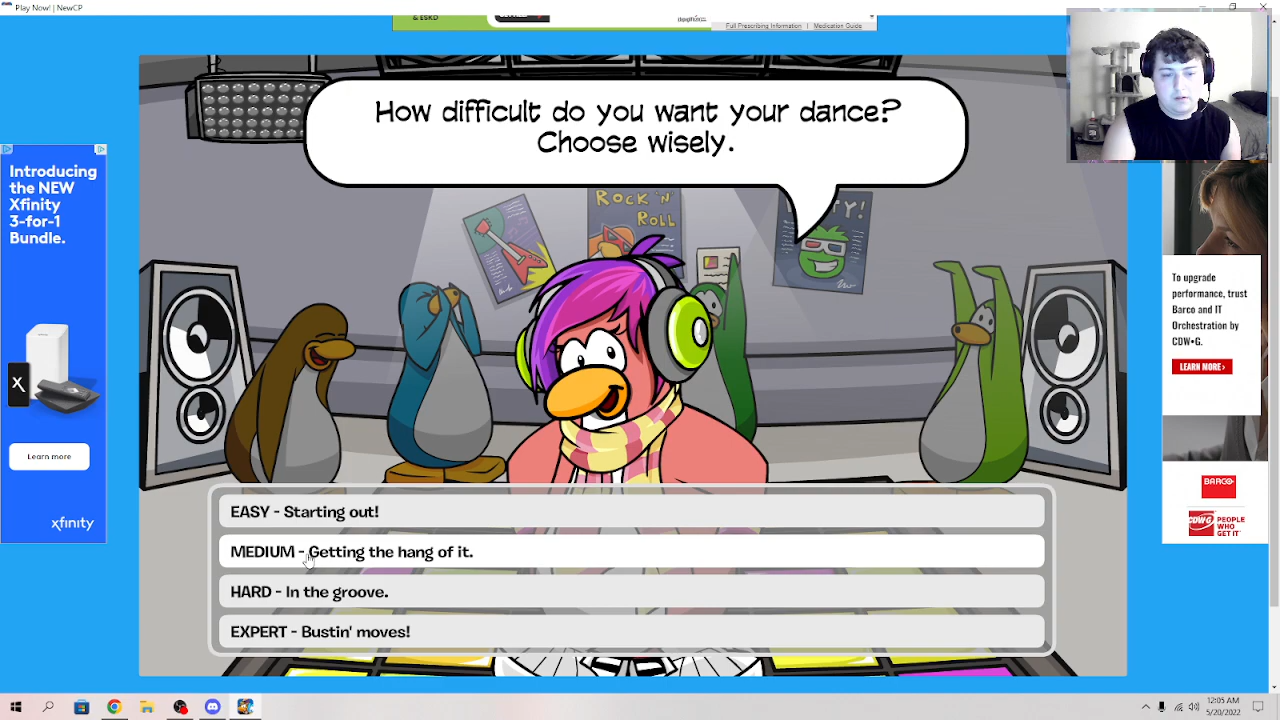 Play Now! | NewCP
& ESKD
Full Prescribing Information | Medication Guide
How difficult do you want your dance?
Choose wisely.
ROCK 'N'
ROLL
Introducing
the NEW
Xfinity
3-for-1
Bundle.
X
Learn more
xfinity
To upgrade
performance, trust
Barco and IT
Orchestration by
CDW•G.
LEARN MORE ›
BARCO
CDW G PEOPLE
WHO
GET IT
EASY - Starting out!
MEDIUM - Getting the hang of it.
HARD - In the groove.
EXPERT - Bustin' moves!
12:05 AM
5/20/2022